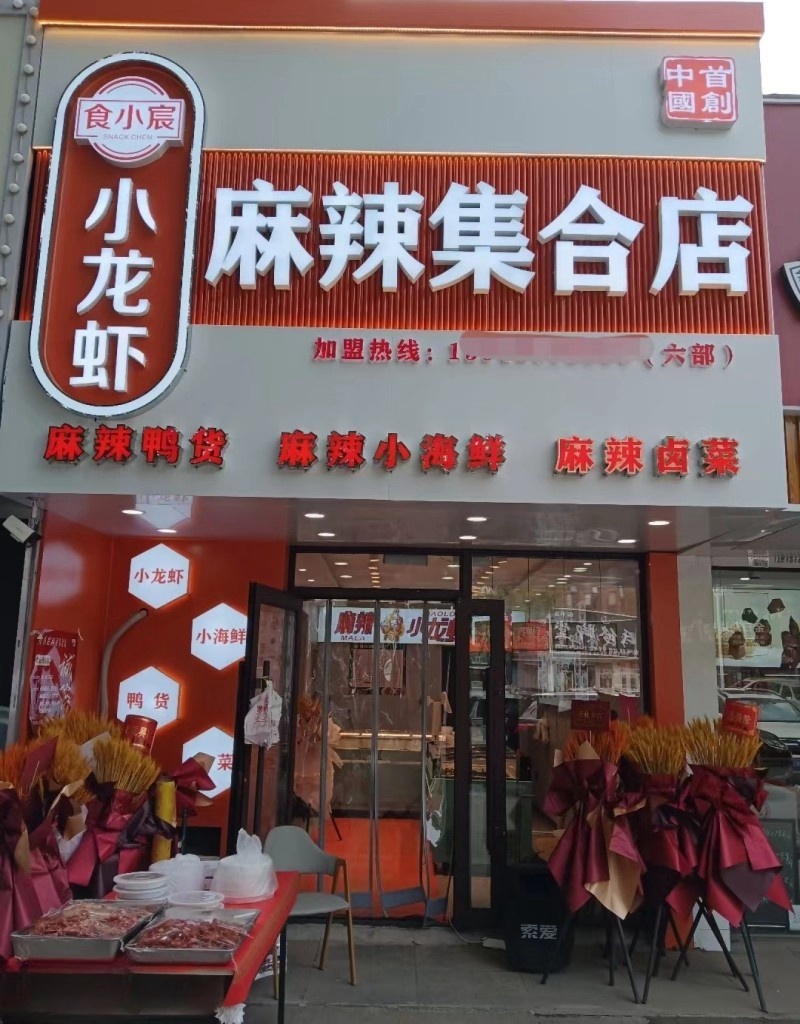 食小宸
SNACK CHEN
小龙虾
首創
中國
麻辣集合店
加盟热线：
（六部）
麻辣鸭货 麻辣小海鲜 麻辣卤菜
小龙虾
小海鲜
鸭货
菜
麻辣
MALA
小龙
索爱